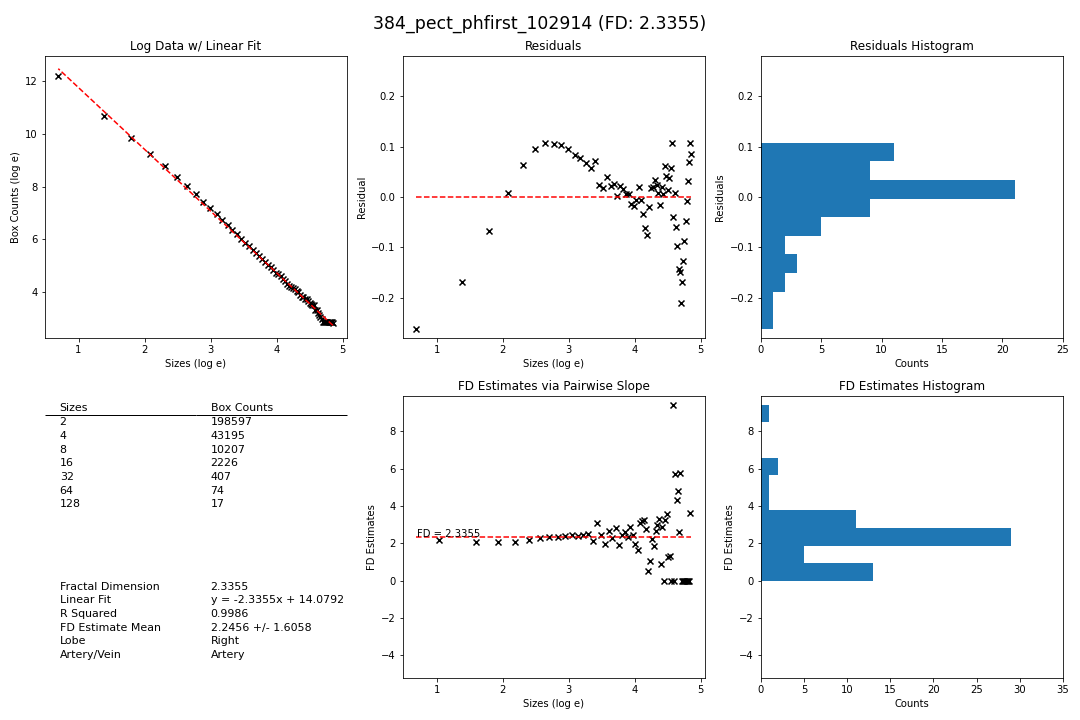 384_pect_phfirst_102914 (FD: 2.3355)
Log Data w/ Linear Fit
Box Counts (log e)
12
10
8
6
4
1 2 3 4 5
Sizes (log e)
Residuals
Residual
0.2
0.1
0.0
−0.1
−0.2
1 2 3 4 5
Sizes (log e)
Residuals Histogram
Residuals
0.2
0.1
0.0
−0.1
−0.2
0 5 10 15 20 25
Counts
Sizes Box Counts
2 198597
4 43195
8 10207
16 2226
32 407
64 74
128 17
Fractal Dimension 2.3355
Linear Fit y = -2.3355x + 14.0792
R Squared 0.9986
FD Estimate Mean 2.2456 +/- 1.6058
Lobe Right
Artery/Vein Artery
FD Estimates via Pairwise Slope
FD Estimates
8
6
4
2
0
−2
−4
FD = 2.3355
1 2 3 4 5
Sizes (log e)
FD Estimates Histogram
FD Estimates
8
6
4
2
0
−2
−4
0 5 10 15 20 25 30 35
Counts